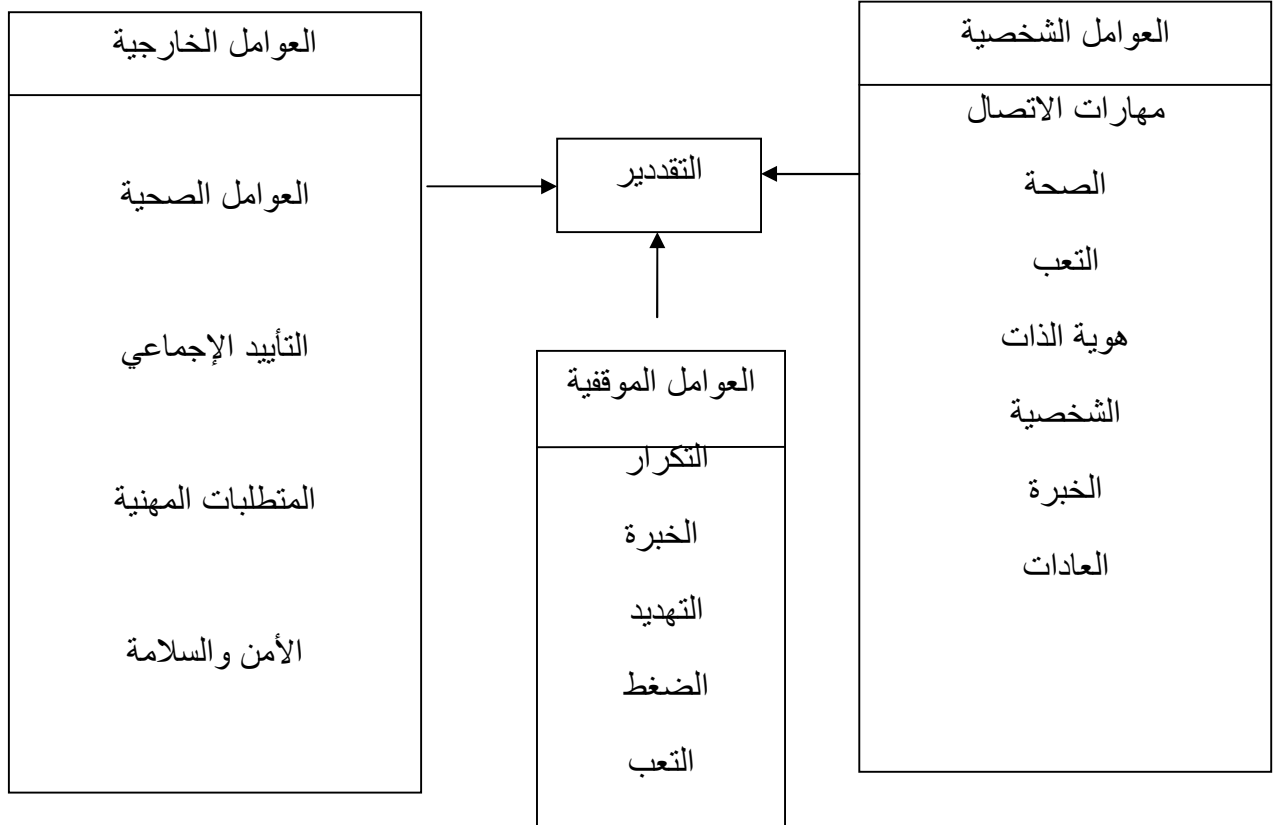 العوامل الشخصية
مهارات الاتصال
الصحة
التعب
هوية الذات
الشخصية
الخبرة
العادات
التقددير
العوامل الموقفية
التكرار
الخبرة
التهديد
الضغط
التعب
العوامل الخارجية
العوامل الصحية
التأييد الإجماعي
المتطلبات المهنية
الأمن والسلامة